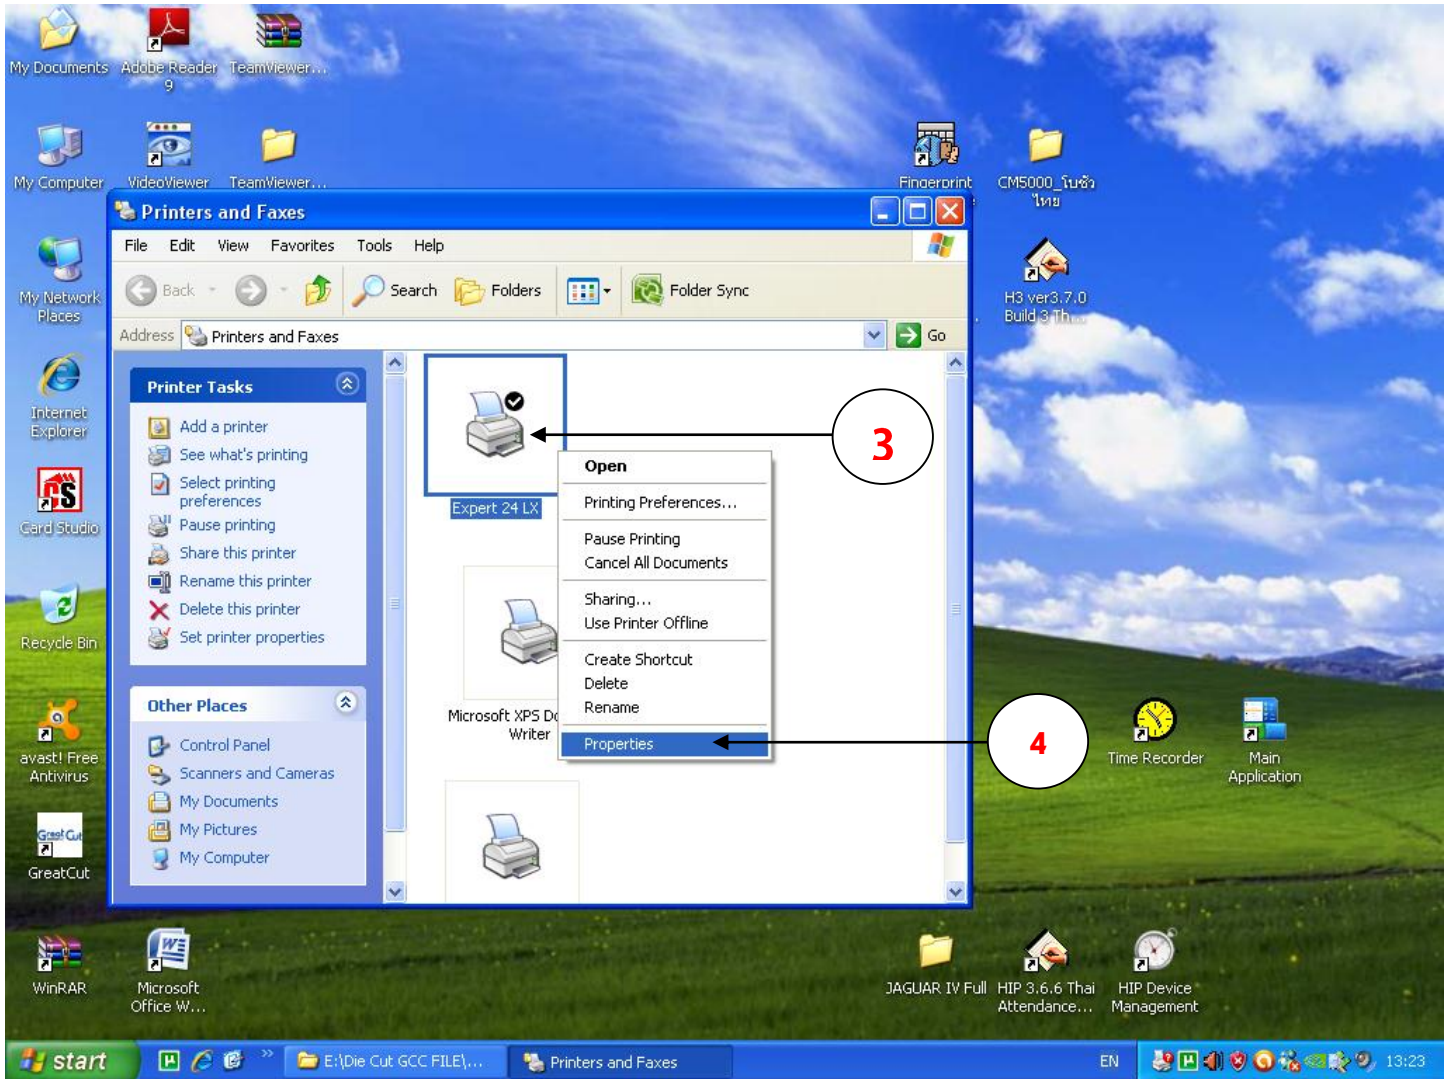 My Documents
Adobe Reader
9
TeamViewer...
My Computer
VideoViewer
TeamViewer...
Fingerprint
CM5000_โบชัว
ไทย
My Network
Places
H3 ver3.7.0
Build 3 Th...
Internet
Explorer
Card Studio
Recycle Bin
avast! Free
Antivirus
GreatCut
GreatCut
WinRAR
Microsoft
Office W...
Printers and Faxes
File Edit View Favorites Tools Help
Back Search Folders Folder Sync
Address Printers and Faxes Go
Printer Tasks
Add a printer
See what's printing
Select printing
preferences
Pause printing
Share this printer
Rename this printer
Delete this printer
Set printer properties
Other Places
Control Panel
Scanners and Cameras
My Documents
My Pictures
My Computer
Expert 24 LX
Microsoft XPS Do
Writer
Open
Printing Preferences...
Pause Printing
Cancel All Documents
Sharing...
Use Printer Offline
Create Shortcut
Delete
Rename
Properties
3
4
Time Recorder
Main
Application
JAGUAR IV Full
HIP 3.6.6 Thai
Attendance...
HIP Device
Management
start
E:\Die Cut GCC FILE\...
Printers and Faxes
EN
13:23